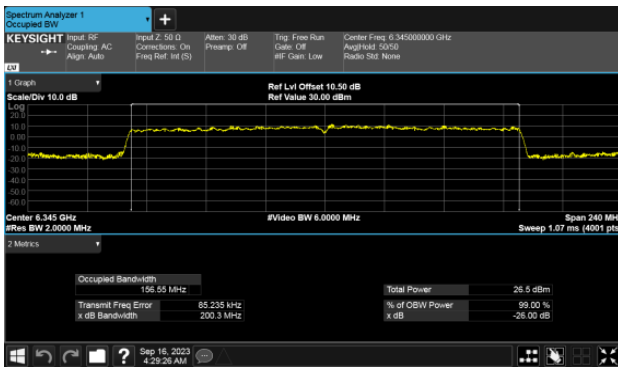 Spectrum Analyzer 1
Occupied BW
KEYSIGHT Input: RF
Coupling: AC
Align: Auto
Input Z: 50 Ω
Corrections: On
Freq Ref: Int (S)
Atten: 30 dB
Preamp: Off
Trig: Free Run
Gate: Off
#IF Gain: Low
Center Freq: 6.345000000 GHz
Avg|Hold: 50/50
Radio Std: None
LXI
1 Graph
Scale/Div 10.0 dB
Ref Lvl Offset 10.50 dB
Ref Value 30.00 dBm
Log
20.0
10.0
0.00
-10.0
-20.0
-30.0
-40.0
-50.0
-60.0
Center 6.345 GHz
#Video BW 6.0000 MHz
Span 240 MH
#Res BW 2.0000 MHz
Sweep 1.07 ms (4001 pts
2 Metrics
Occupied Bandwidth
156.55 MHz
Total Power 26.5 dBm
Transmit Freq Error 85.235 kHz
% of OBW Power 99.00 %
x dB Bandwidth 200.3 MHz
x dB -26.00 dB
?
Sep 16, 2023
4:29:26 AM